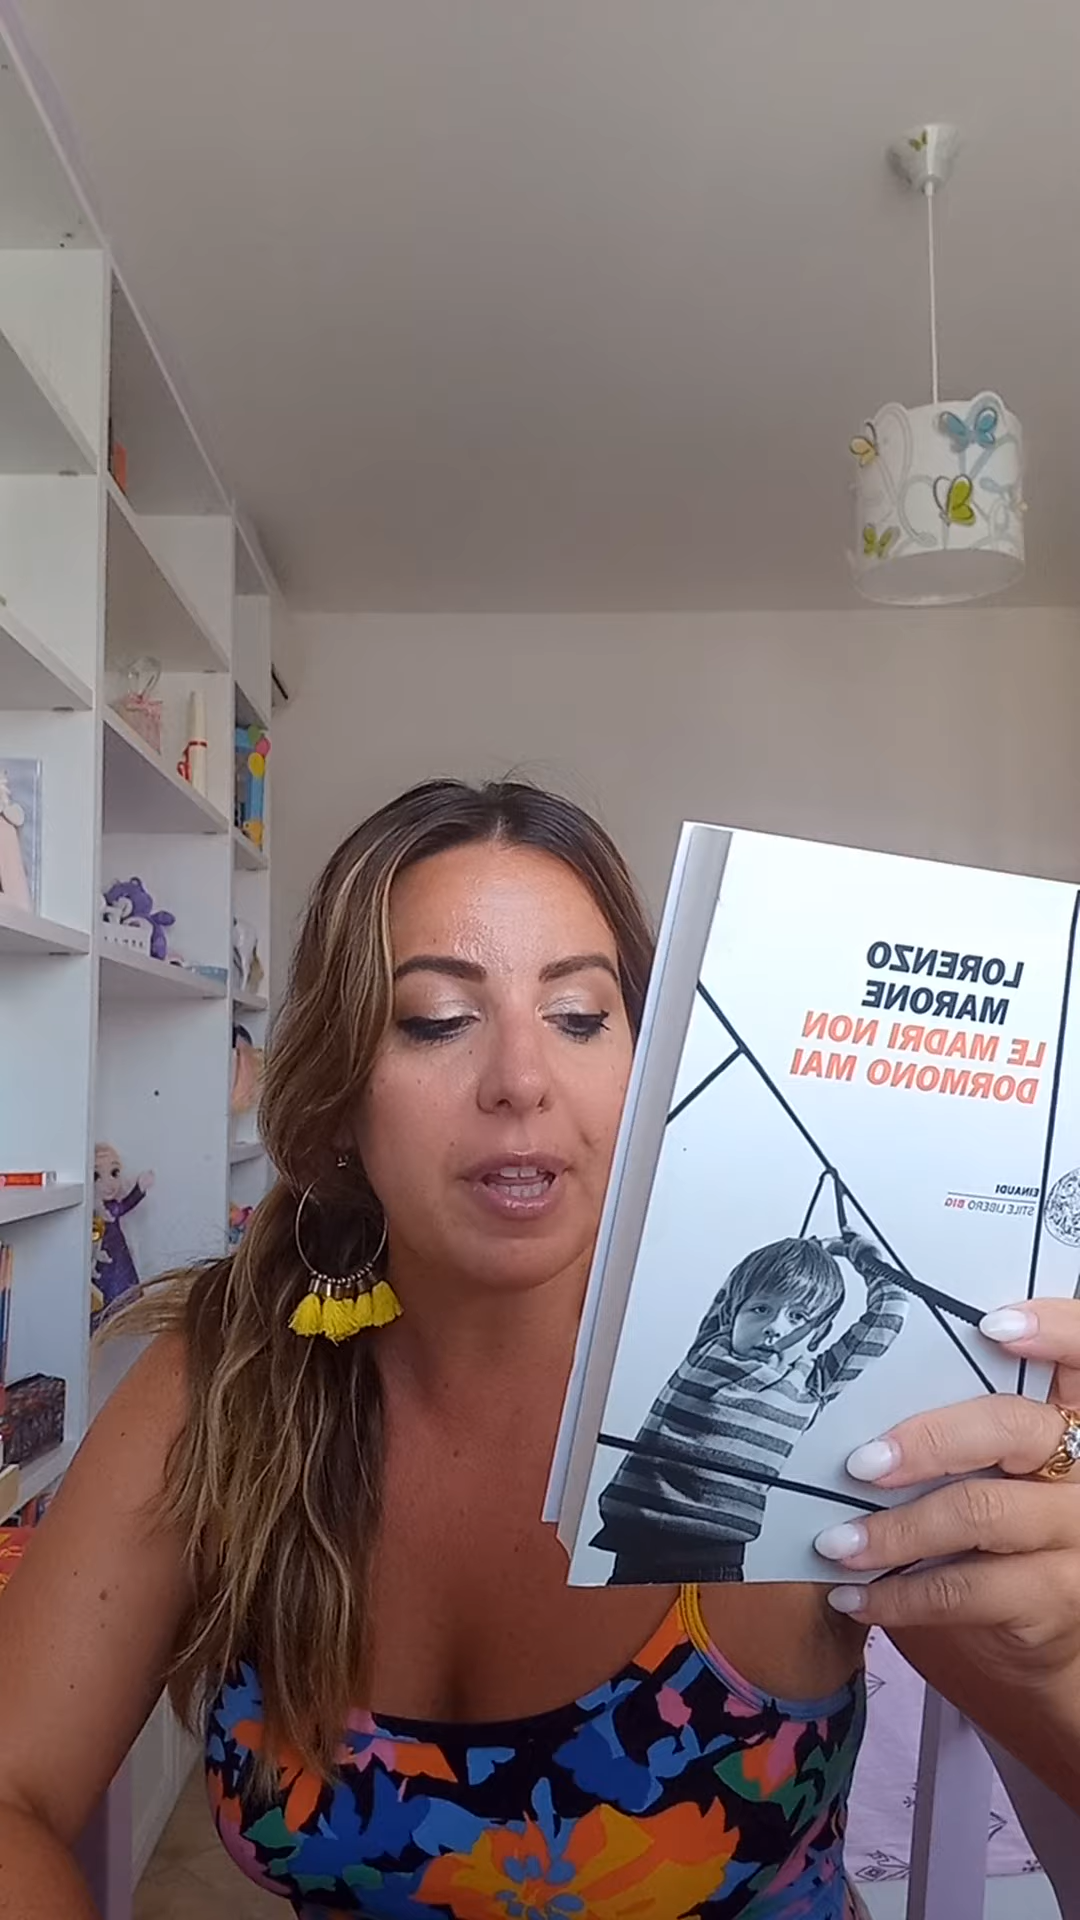 LORENZO
MARONE
LE MADRI NON
DORMONO MAI
EINAUDI
STILE LIBERO BIG